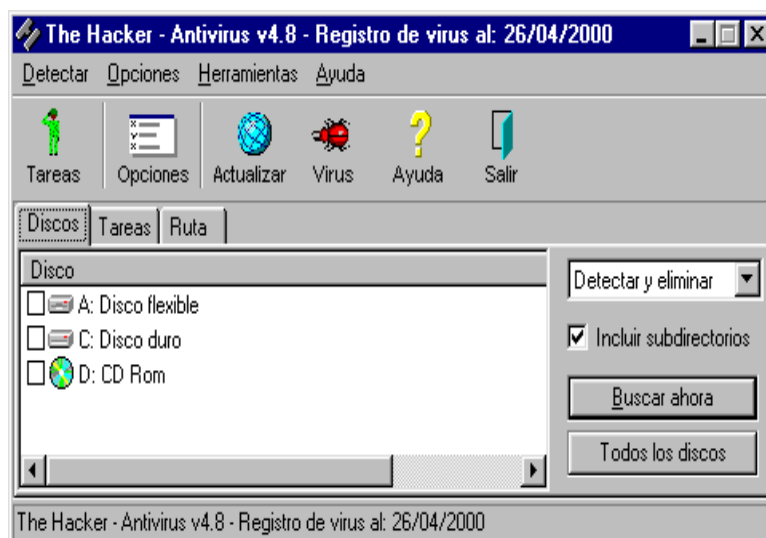 The Hacker - Antivirus v4.8 - Registro de virus al: 26/04/2000
Detectar Opciones Herramientas Ayuda
Tareas Opciones Actualizar Virus Ayuda Salir
Discos Tareas Ruta
Disco
A: Disco flexible
C: Disco duro
D: CD Rom
Detectar y eliminar
Incluir subdirectorios
Buscar ahora
Todos los discos
The Hacker - Antivirus v4.8 - Registro de virus al: 26/04/2000